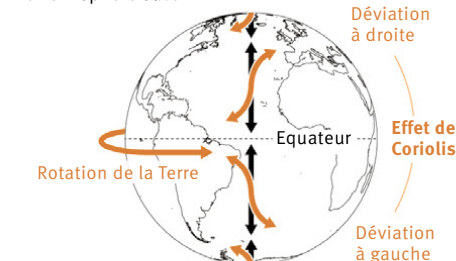 Déviation
à droite
Equateur
Effet de
Coriolis
Rotation de la Terre
Déviation
à gauche